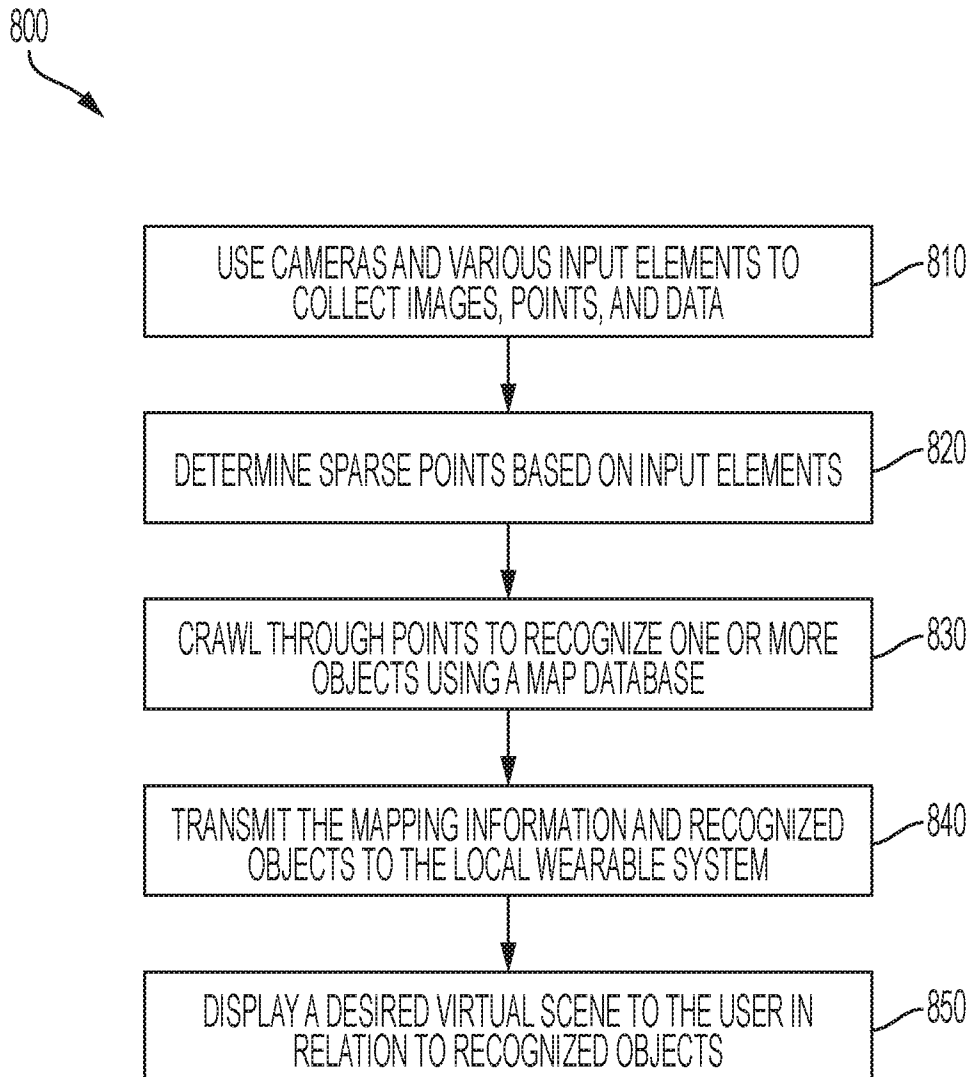 800
USE CAMERAS AND VARIOUS INPUT ELEMENTS TO
COLLECT IMAGES, POINTS, AND DATA
810
DETERMINE SPARSE POINTS BASED ON INPUT ELEMENTS
820
CRAWL THROUGH POINTS TO RECOGNIZE ONE OR MORE
OBJECTS USING A MAP DATABASE
830
TRANSMIT THE MAPPING INFORMATION AND RECOGNIZED
OBJECTS TO THE LOCAL WEARABLE SYSTEM
840
DISPLAY A DESIRED VIRTUAL SCENE TO THE USER IN
RELATION TO RECOGNIZED OBJECTS
850